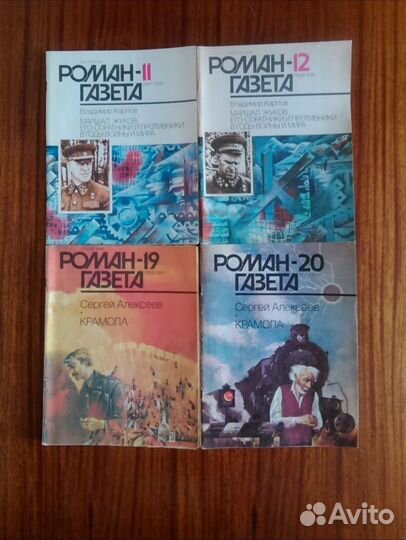 РОМАН-11
ГАЗЕТА
Владимир Карпов
МАРШАЛ ЖУКОВ,
ЕГО СОРАТНИКИ И ПРОТИВНИКИ
В ГОДЫ ВОЙНЫ И МИРА
РОМАН-12
ГАЗЕТА
Владимир Карпов
МАРШАЛ ЖУКОВ,
ЕГО СОРАТНИКИ И ПРОТИВНИКИ
В ГОДЫ ВОЙНЫ И МИРА
РОМАН-19
ГАЗЕТА
Сергей Алексеев
КРАМОЛА
РОМАН-20
ГАЗЕТА
Сергей Алексеев
КРАМОЛА
Avito